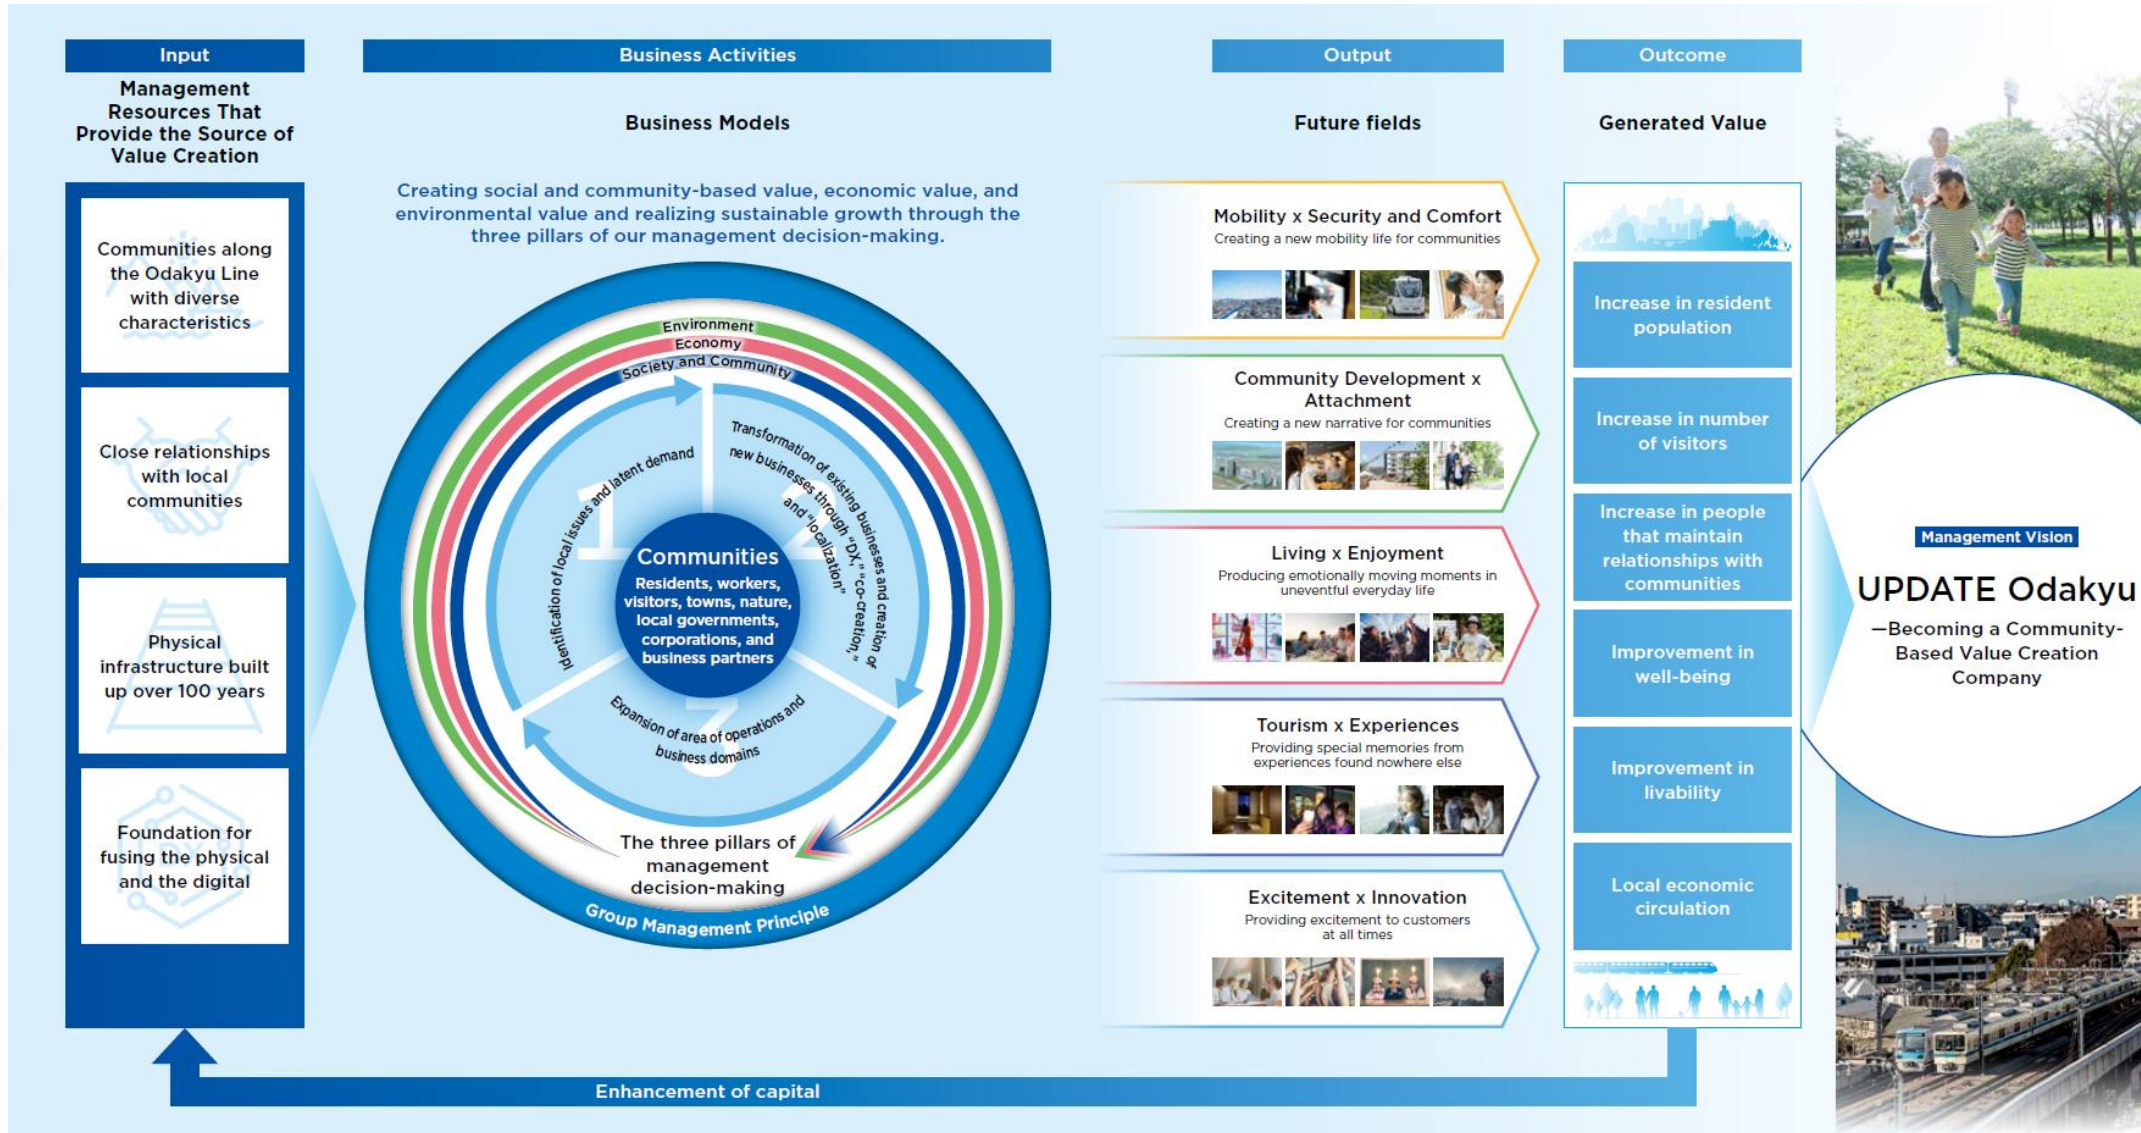 Input
Management
Resources That
Provide the Source of
Value Creation
Communities along
the Odakyu Line
with diverse
characteristics
Close relationships
with local
communities
Physical
infrastructure built
up over 100 years
Foundation for
fusing the physical
and the digital
DX
Business Activities
Business Models
Creating social and community-based value, economic value, and
environmental value and realizing sustainable growth through the
three pillars of our management decision-making.
Environment
Economy
Society and Community
1
Identification of local issues and latent demand
2
Transformation of existing businesses and creation of
new businesses through “DX,” “co-creation,”
and “localization”
3
Expansion of area of operations and
business domains
Communities
Residents, workers,
visitors, towns, nature,
local governments,
corporations, and
business partners
The three pillars of
management
decision-making
Group Management Principle
Output
Future fields
Mobility x Security and Comfort
Creating a new mobility life for communities
Community Development x
Attachment
Creating a new narrative for communities
Living x Enjoyment
Producing emotionally moving moments in
uneventful everyday life
Tourism x Experiences
Providing special memories from
experiences found nowhere else
Excitement x Innovation
Providing excitement to customers
at all times
Outcome
Generated Value
Increase in resident
population
Increase in number
of visitors
Increase in people
that maintain
relationships with
communities
Improvement in
well-being
Improvement in
livability
Local economic
circulation
Management Vision
UPDATE Odakyu
—Becoming a Community-
Based Value Creation
Company
Enhancement of capital